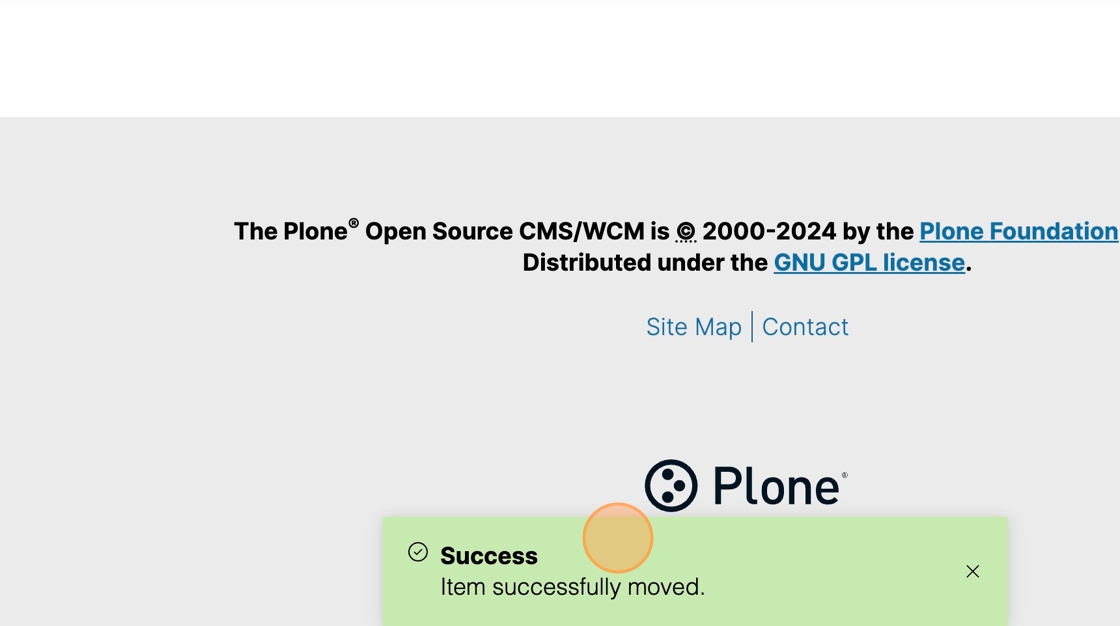 The Plone® Open Source CMS/WCM is © 2000-2024 by the Plone Foundation
Distributed under the GNU GPL license.
Site Map | Contact
Plone®
Success
Item successfully moved.